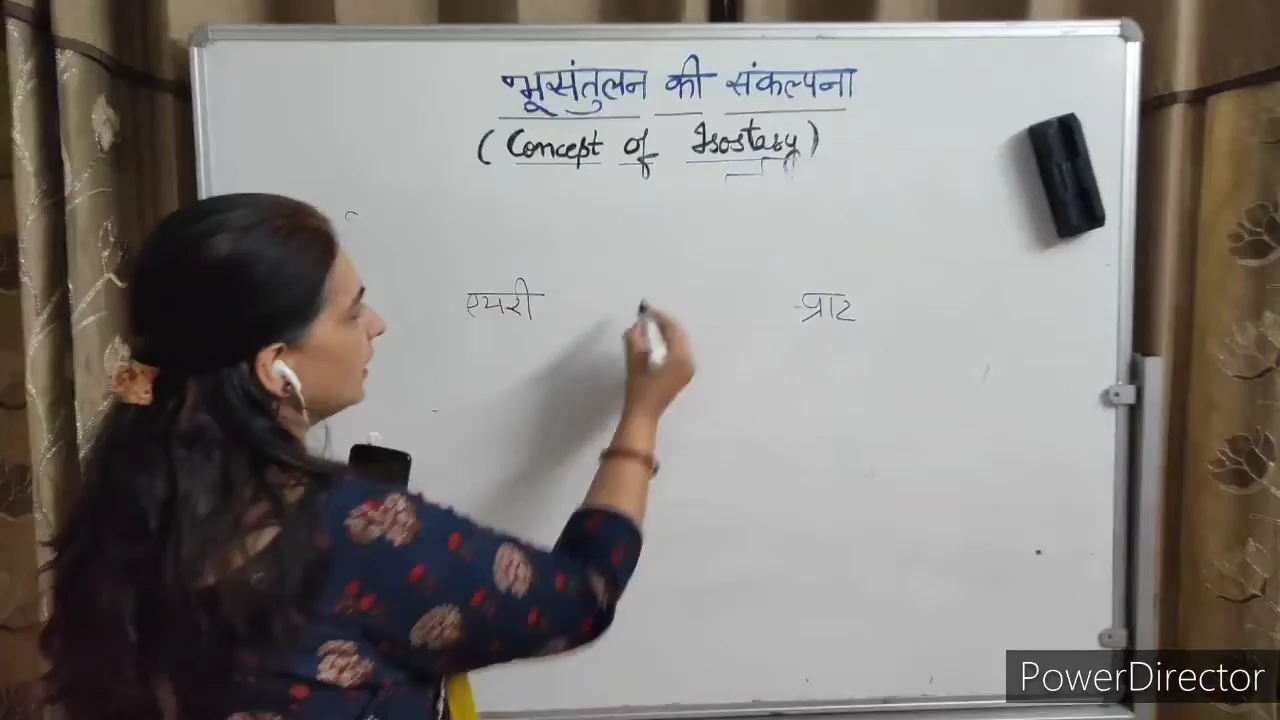 भूसंतुलन की संकल्पना
(Concept of Isostasy)
एयरी प्राट
PowerDirector